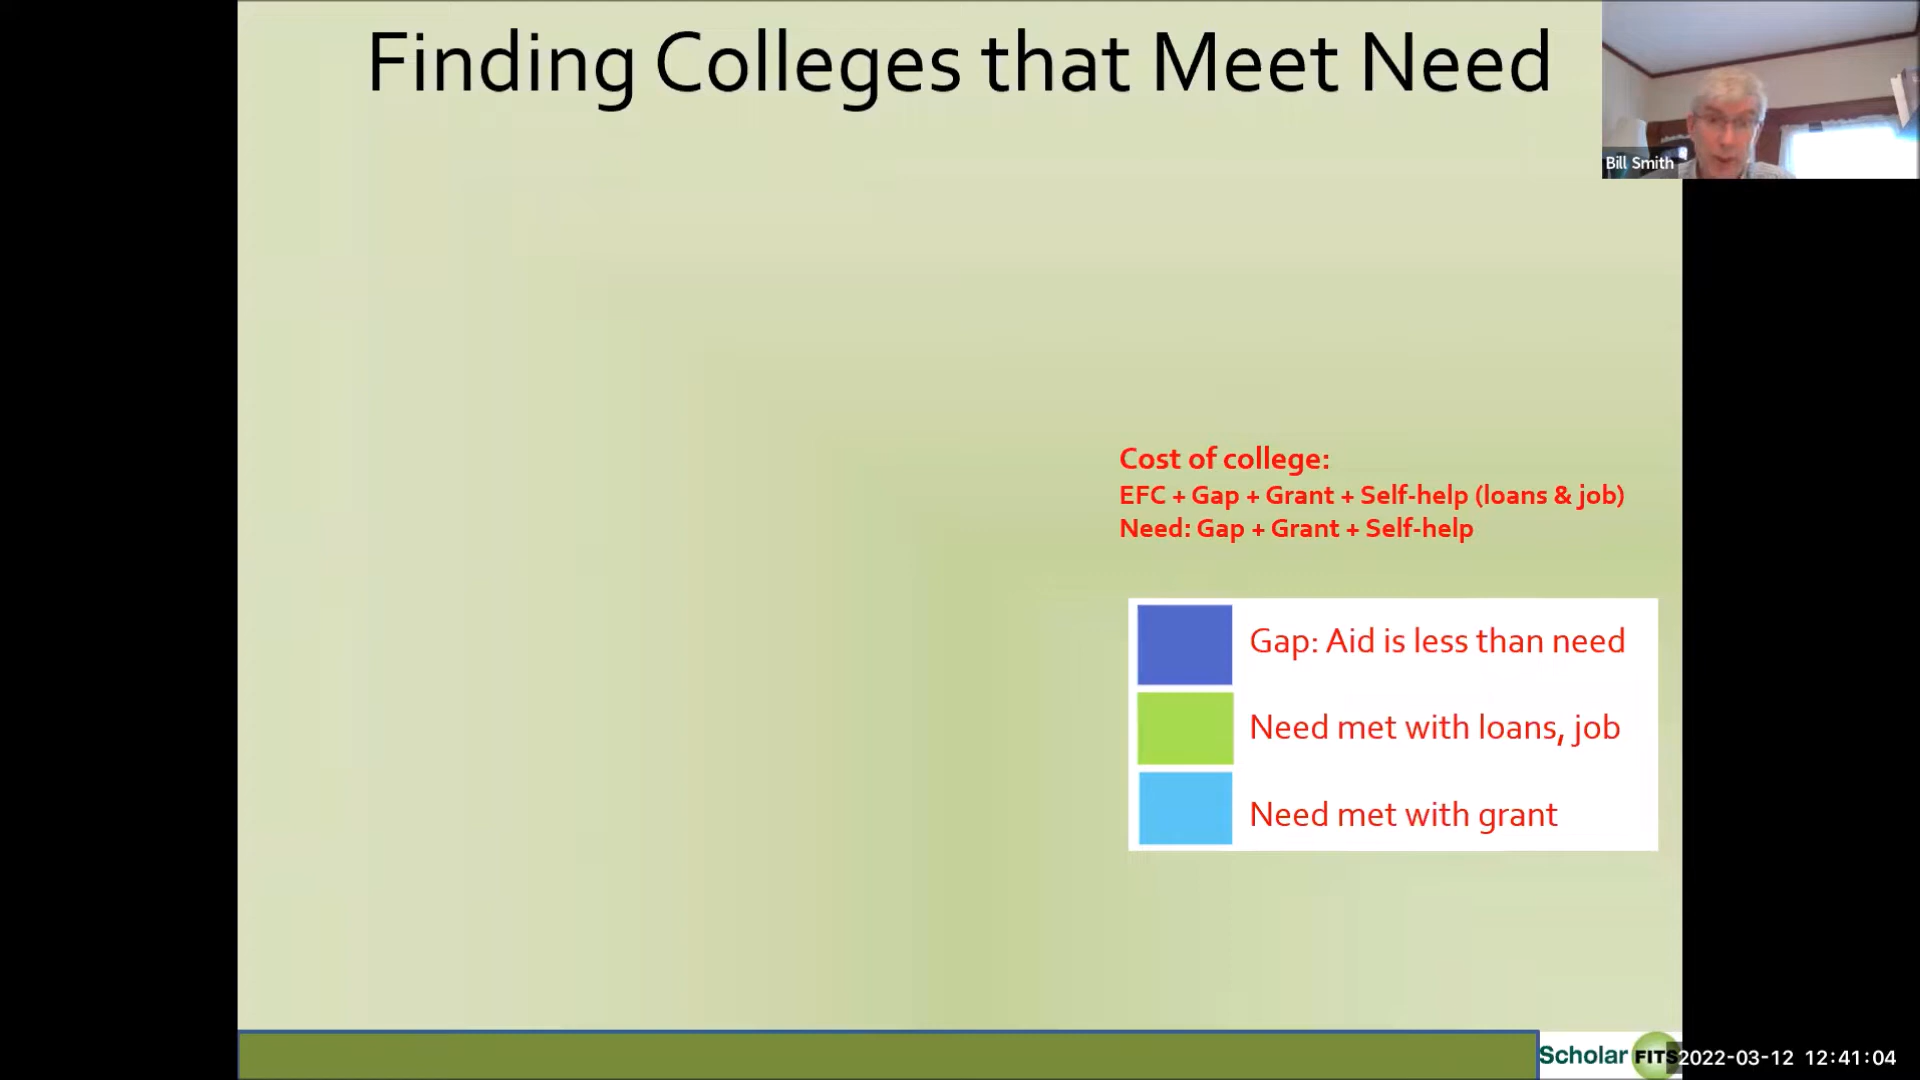 Finding Colleges that Meet Need
Bill Smith
Cost of college:
EFC + Gap + Grant + Self-help (loans & job)
Need: Gap + Grant + Self-help
Gap: Aid is less than need
Need met with loans, job
Need met with grant
Scholar FITS
2022-03-12 12:41:04